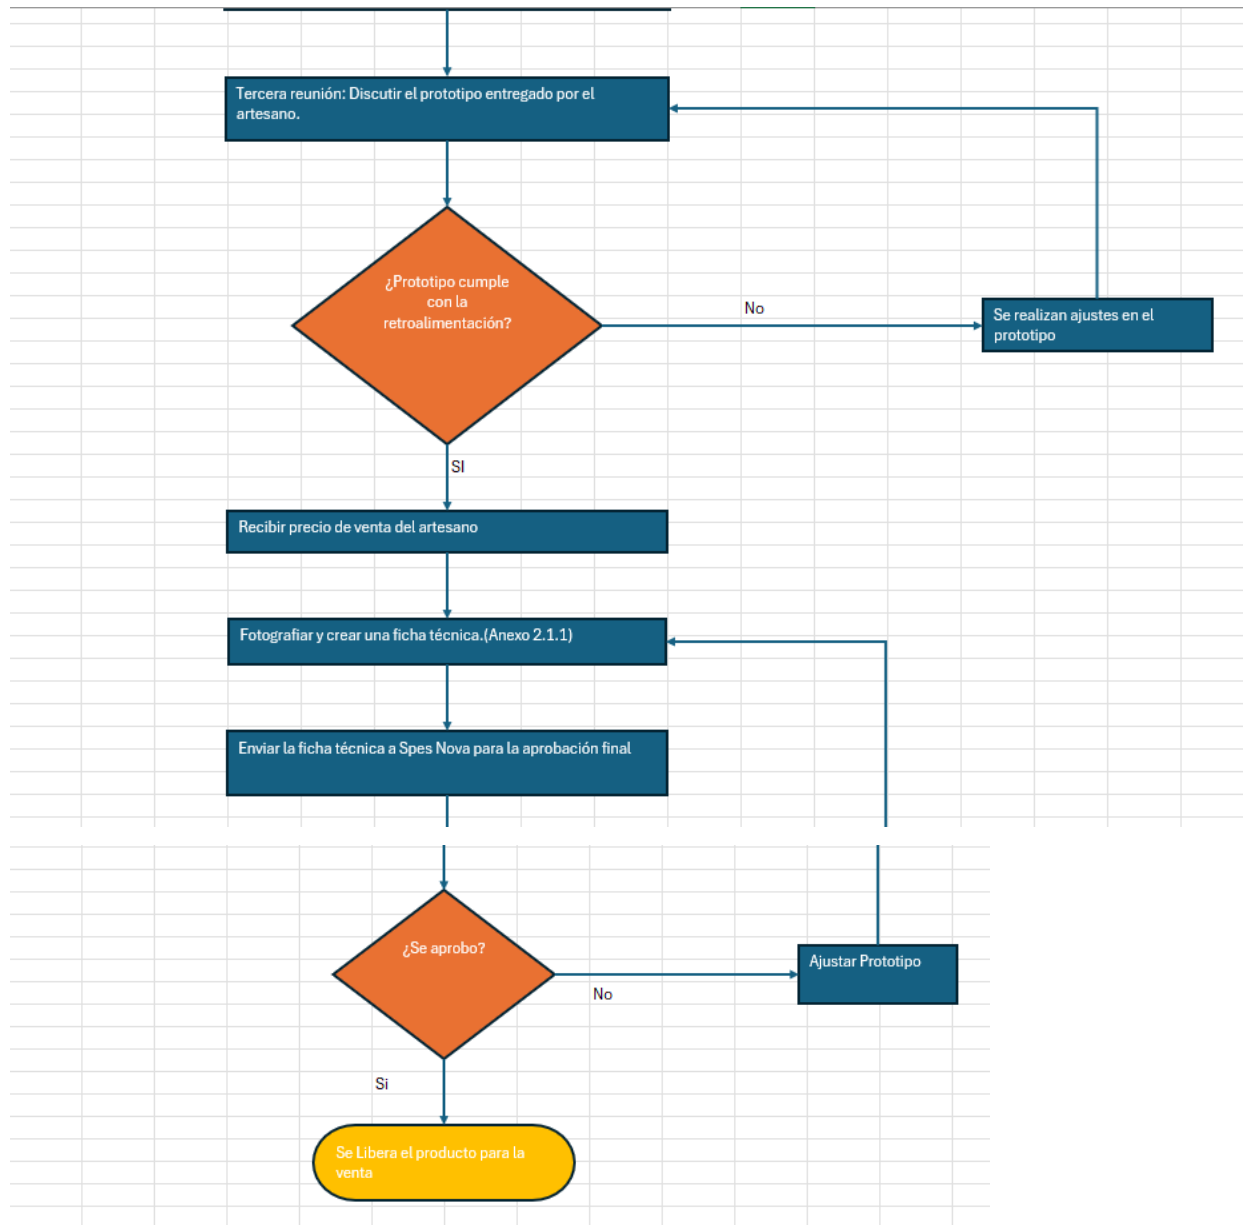 Tercera reunión: Discutir el prototipo entregado por el
artesano.
¿Prototipo cumple
con la
retroalimentación?
No
Se realizan ajustes en el
prototipo
SI
Recibir precio de venta del artesano
Fotografiar y crear una ficha técnica.(Anexo 2.1.1)
Enviar la ficha técnica a Spes Nova para la aprobación final
¿Se aprobo?
No
Ajustar Prototipo
Si
Se Libera el producto para la
venta